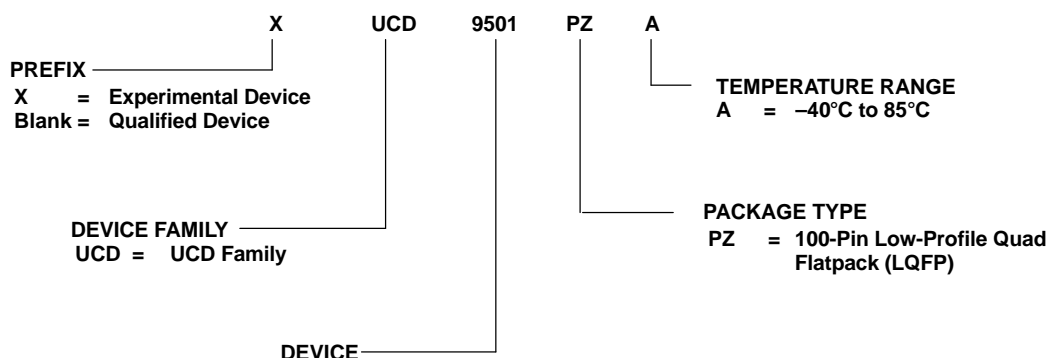 X UCD 9501 PZ A
PREFIX
X = Experimental Device
Blank = Qualified Device
TEMPERATURE RANGE
A = −40°C to 85°C
DEVICE FAMILY
UCD = UCD Family
PACKAGE TYPE
PZ = 100-Pin Low-Profile Quad
Flatpack (LQFP)
DEVICE